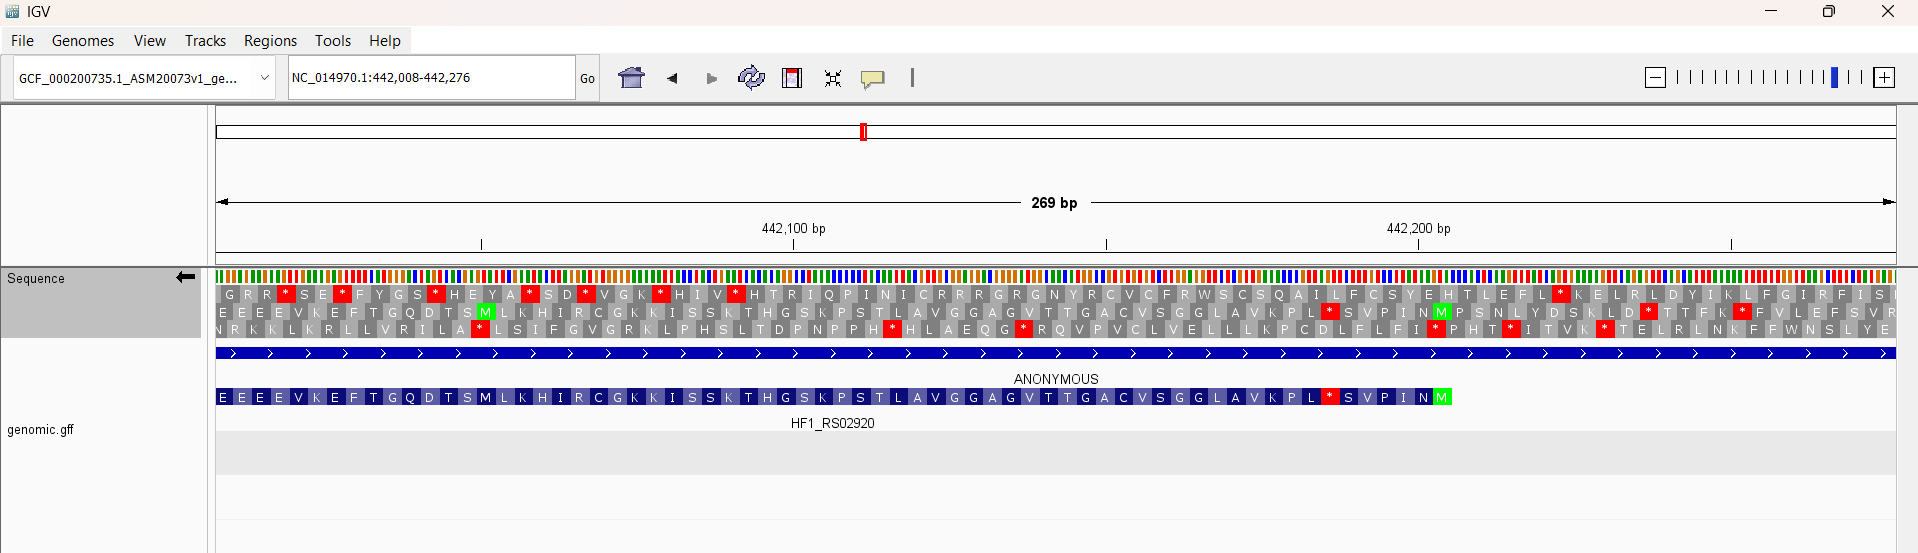 IGV
File Genomes View Tracks Regions Tools Help
GCF_000200735.1_ASM20073v1_ge... NC_014970.1:442,008-442,276 Go
269 bp
442,100 bp 442,200 bp
Sequence
G R R * S E * F Y G S * H E Y A * S D * V G K * H I V * H T R I Q P I N I C R R R G R G N Y R C V C F R W S C S Q A I L F C S Y E H T L E F L * K E L R L D Y I K L F G I R F I S
E E E E V K E F T G Q D T S M L K H I R C G K K I S S K T H G S K P S T L A V G G A G V T T G A C V S G G L A V K P L * S V P I N M P S N L Y D S K L D * T T F K * F V L E F S V R
R K K L K R L L V R I L A * L S I F G V G R K L P H S L T D P N P P H * H L A E Q G * R Q V P V C L V E L L L K P C D L F L F I * P H T * I T V K * T E L R L N K F F W N S L Y E
ANONYMOUS
E E E E V K E F T G Q D T S M L K H I R C G K K I S S K T H G S K P S T L A V G G A G V T T G A C V S G G L A V K P L * S V P I N M
HF1_RS02920
genomic.gff